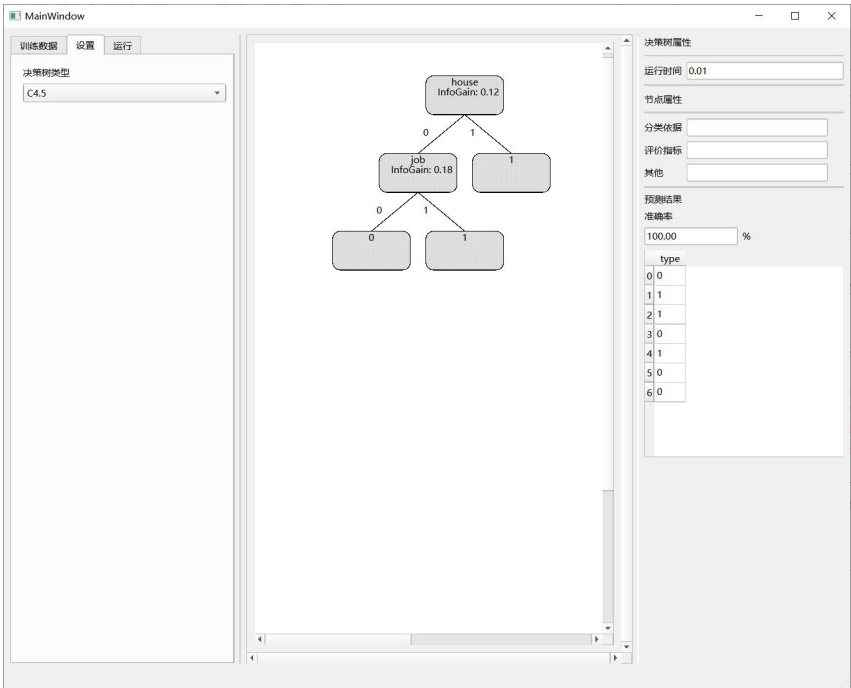 MainWindow
训练数据 设置 运行
决策树类型
C4.5
house
InfoGain: 0.12
0 1
job
InfoGain: 0.18
1
0 1
0
1
决策树属性
运行时间 0.01
节点属性
分类依据
评价指标
其他
预测结果
准确率
100.00 %
type
0 0
1 1
2 1
3 0
4 1
5 0
6 0